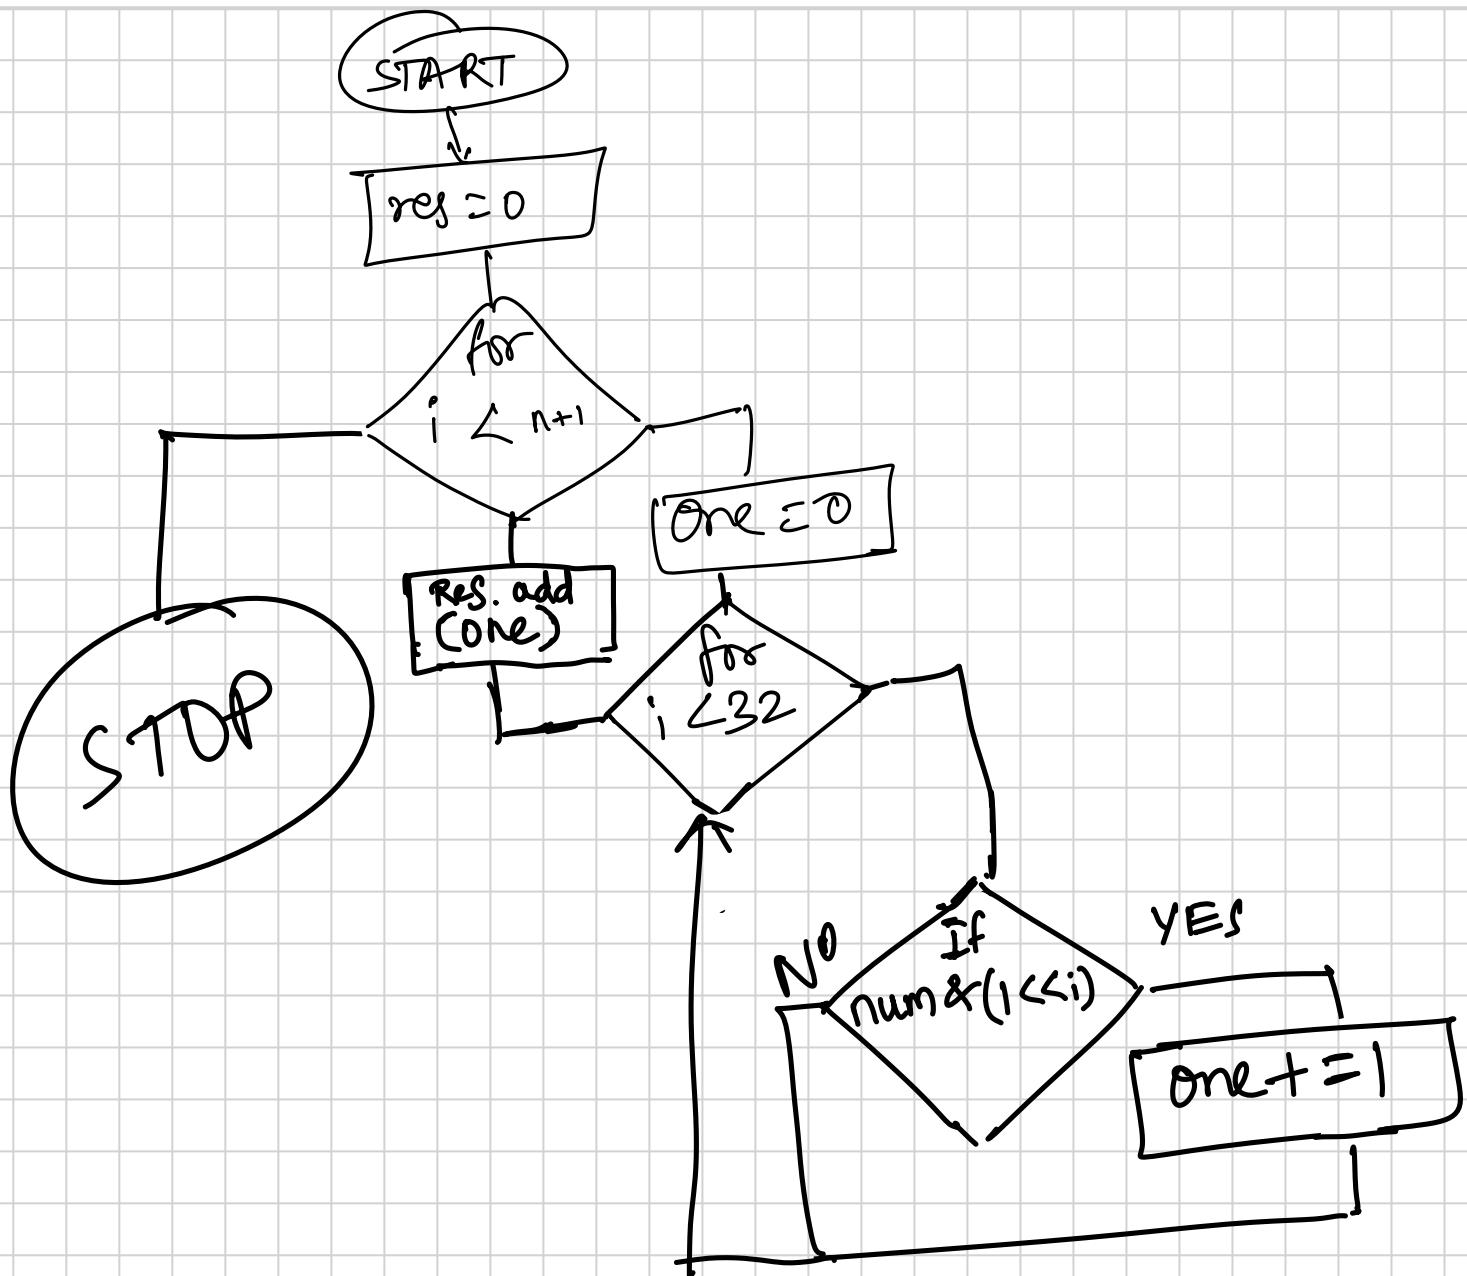 START
res = 0
for
i < n+1
one = 0
Res. add
(one)
for
i <32
STOP
YES
NO
If
num&(1<<i)
one+=1